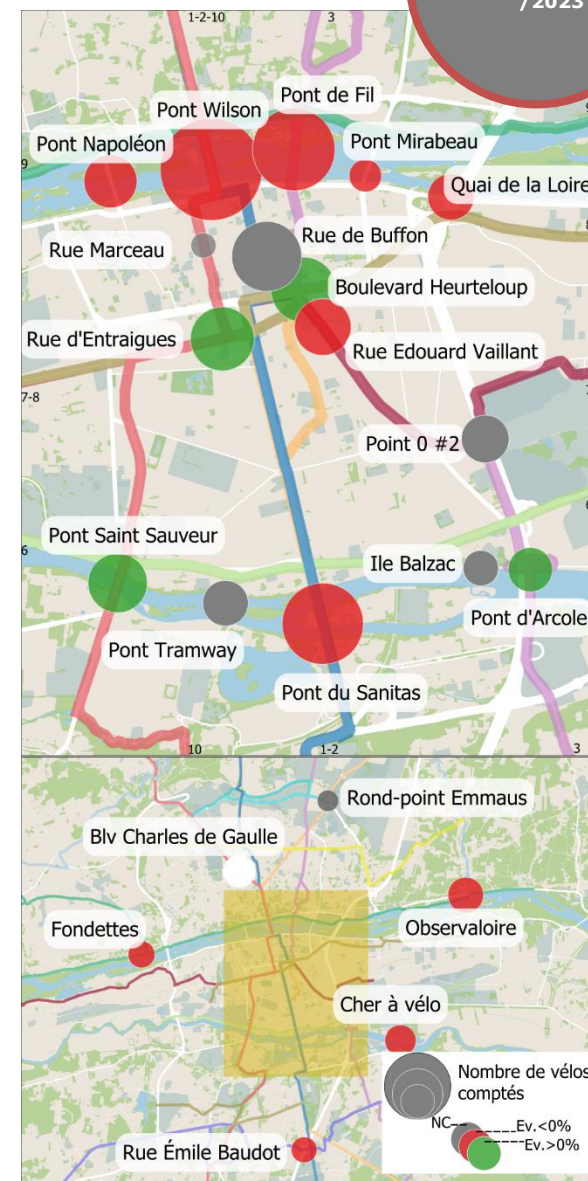 /2023
1-2-10
3
Pont Wilson
Pont de Fil
Pont Napoléon
Pont Mirabeau
9
Quai de la Loire
8
Rue Marceau
Rue de Buffon
Boulevard Heurteloup
Rue d'Entraigues
Rue Edouard Vaillant
7-8
Point 0 #2
Pont Saint Sauveur
6
Ile Balzac
Pont d'Arcole
Pont Tramway
Pont du Sanitas
10
1-2
3
Rond-point Emmaus
Blv Charles de Gaulle
Fondettes
Observaloire
Cher à vélo
Nombre de vélos
comptés
NC
Ev.<0%
Ev.>0%
Rue Émile Baudot